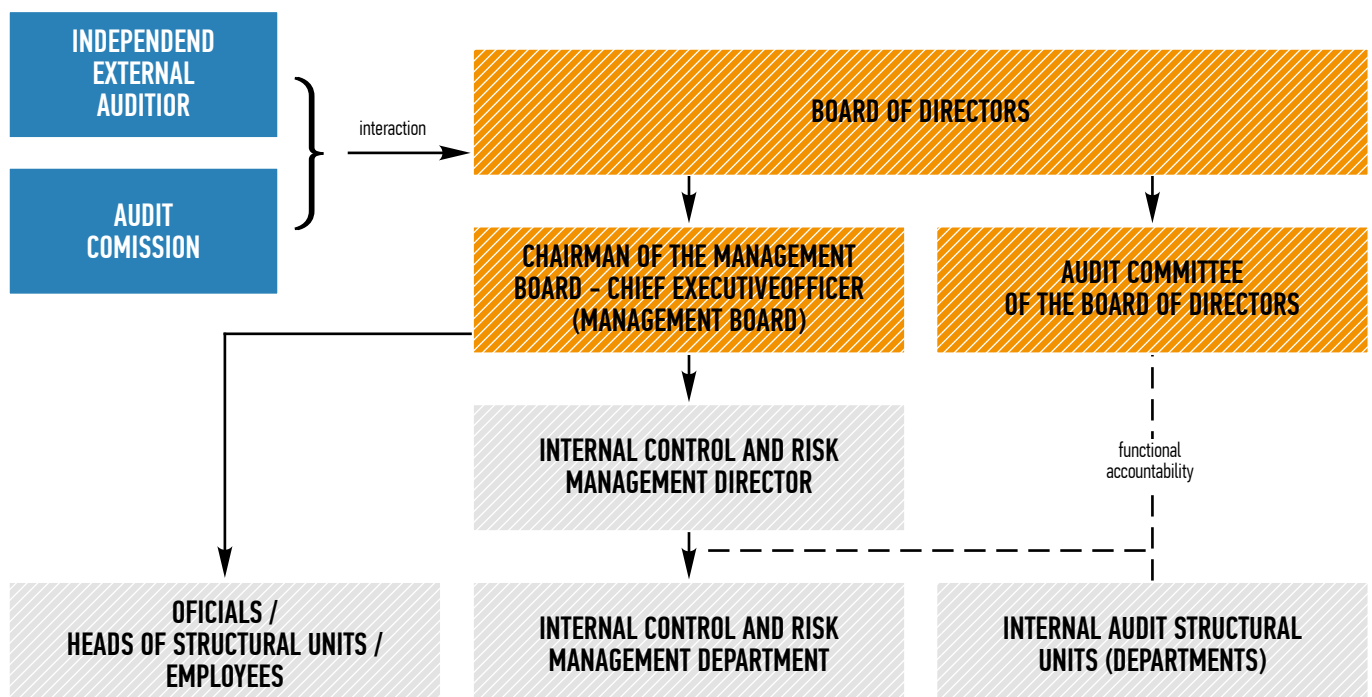 INDEPENDEND
EXTERNAL
AUDITIOR
interaction
BOARD OF DIRECTORS
AUDIT
COMISSION
CHAIRMAN OF THE MANAGEMENT
BOARD - CHIEF EXECUTIVEOFFICER
(MANAGEMENT BOARD)
AUDIT COMMITTEE
OF THE BOARD OF DIRECTORS
INTERNAL CONTROL AND RISK
MANAGEMENT DIRECTOR
functional
accountability
OFICIALS /
HEADS OF STRUCTURAL UNITS /
EMPLOYEES
INTERNAL CONTROL AND RISK
MANAGEMENT DEPARTMENT
INTERNAL AUDIT STRUCTURAL
UNITS (DEPARTMENTS)